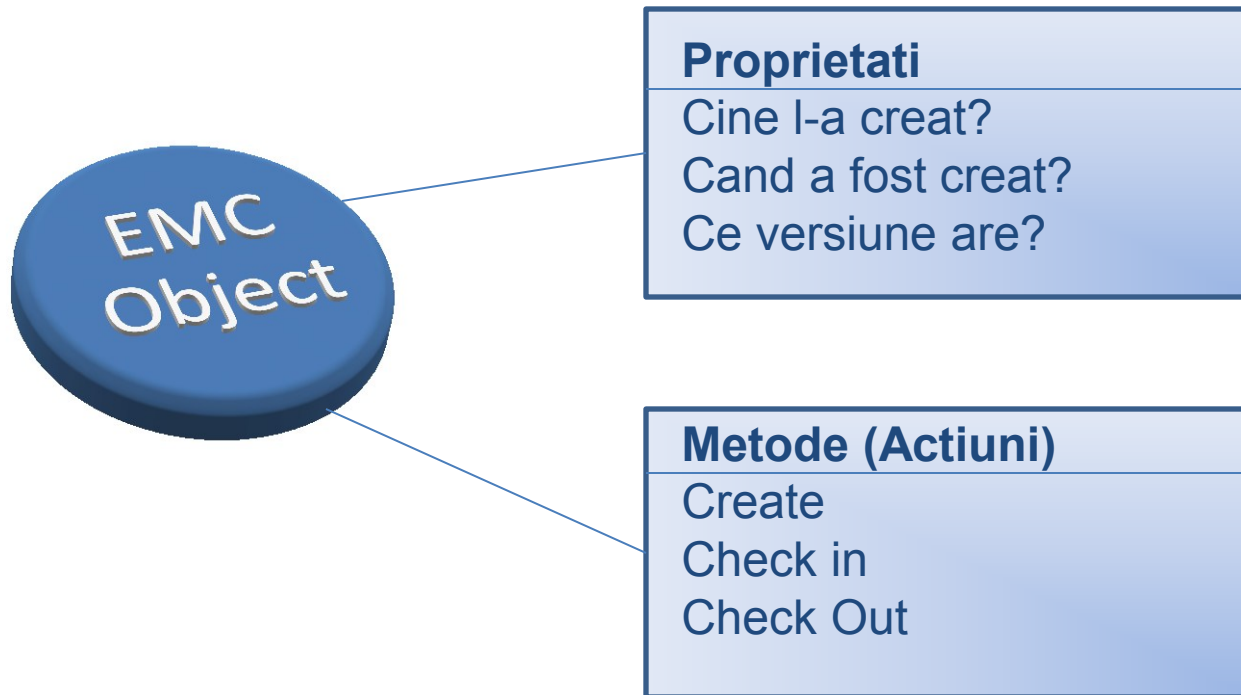 EMC
Object
Proprietati
Cine l-a creat?
Cand a fost creat?
Ce versiune are?
Metode (Actiuni)
Create
Check in
Check Out